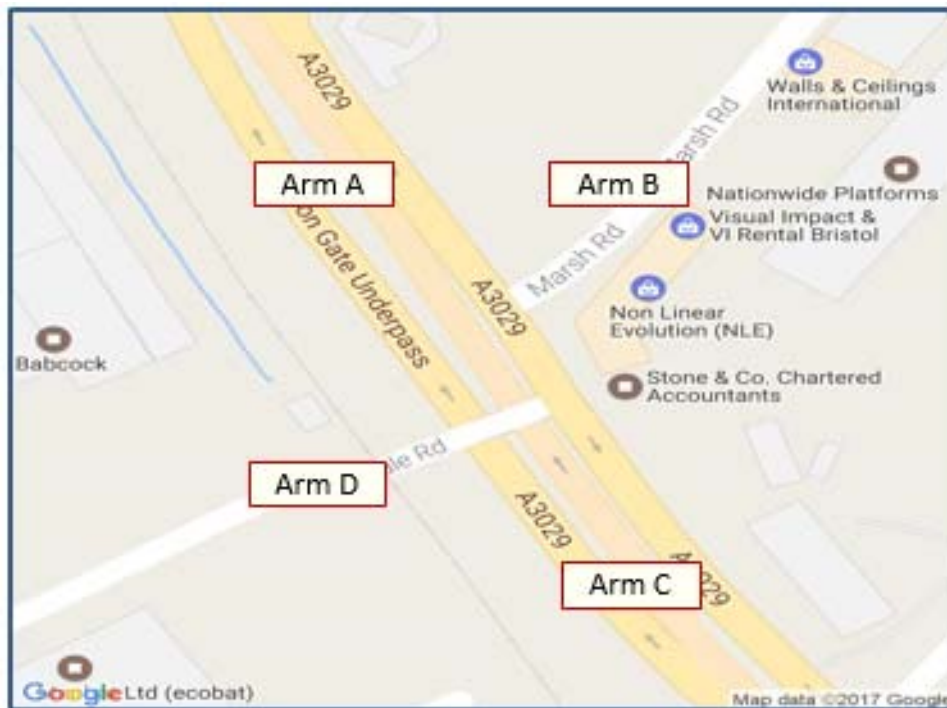 A3029
Walls & Ceilings
International
Arm A
Arm B
Marsh Rd
Nationwide Platforms
Visual Impact &
VI Rental Bristol
on Gate Underpass
Marsh Rd
A3029
Non Linear
Evolution (NLE)
Babcock
Stone & Co. Chartered
Accountants
le Rd
Arm D
A3029
Arm C
Google
Ltd (ecobat)
Map data ©2017 Google